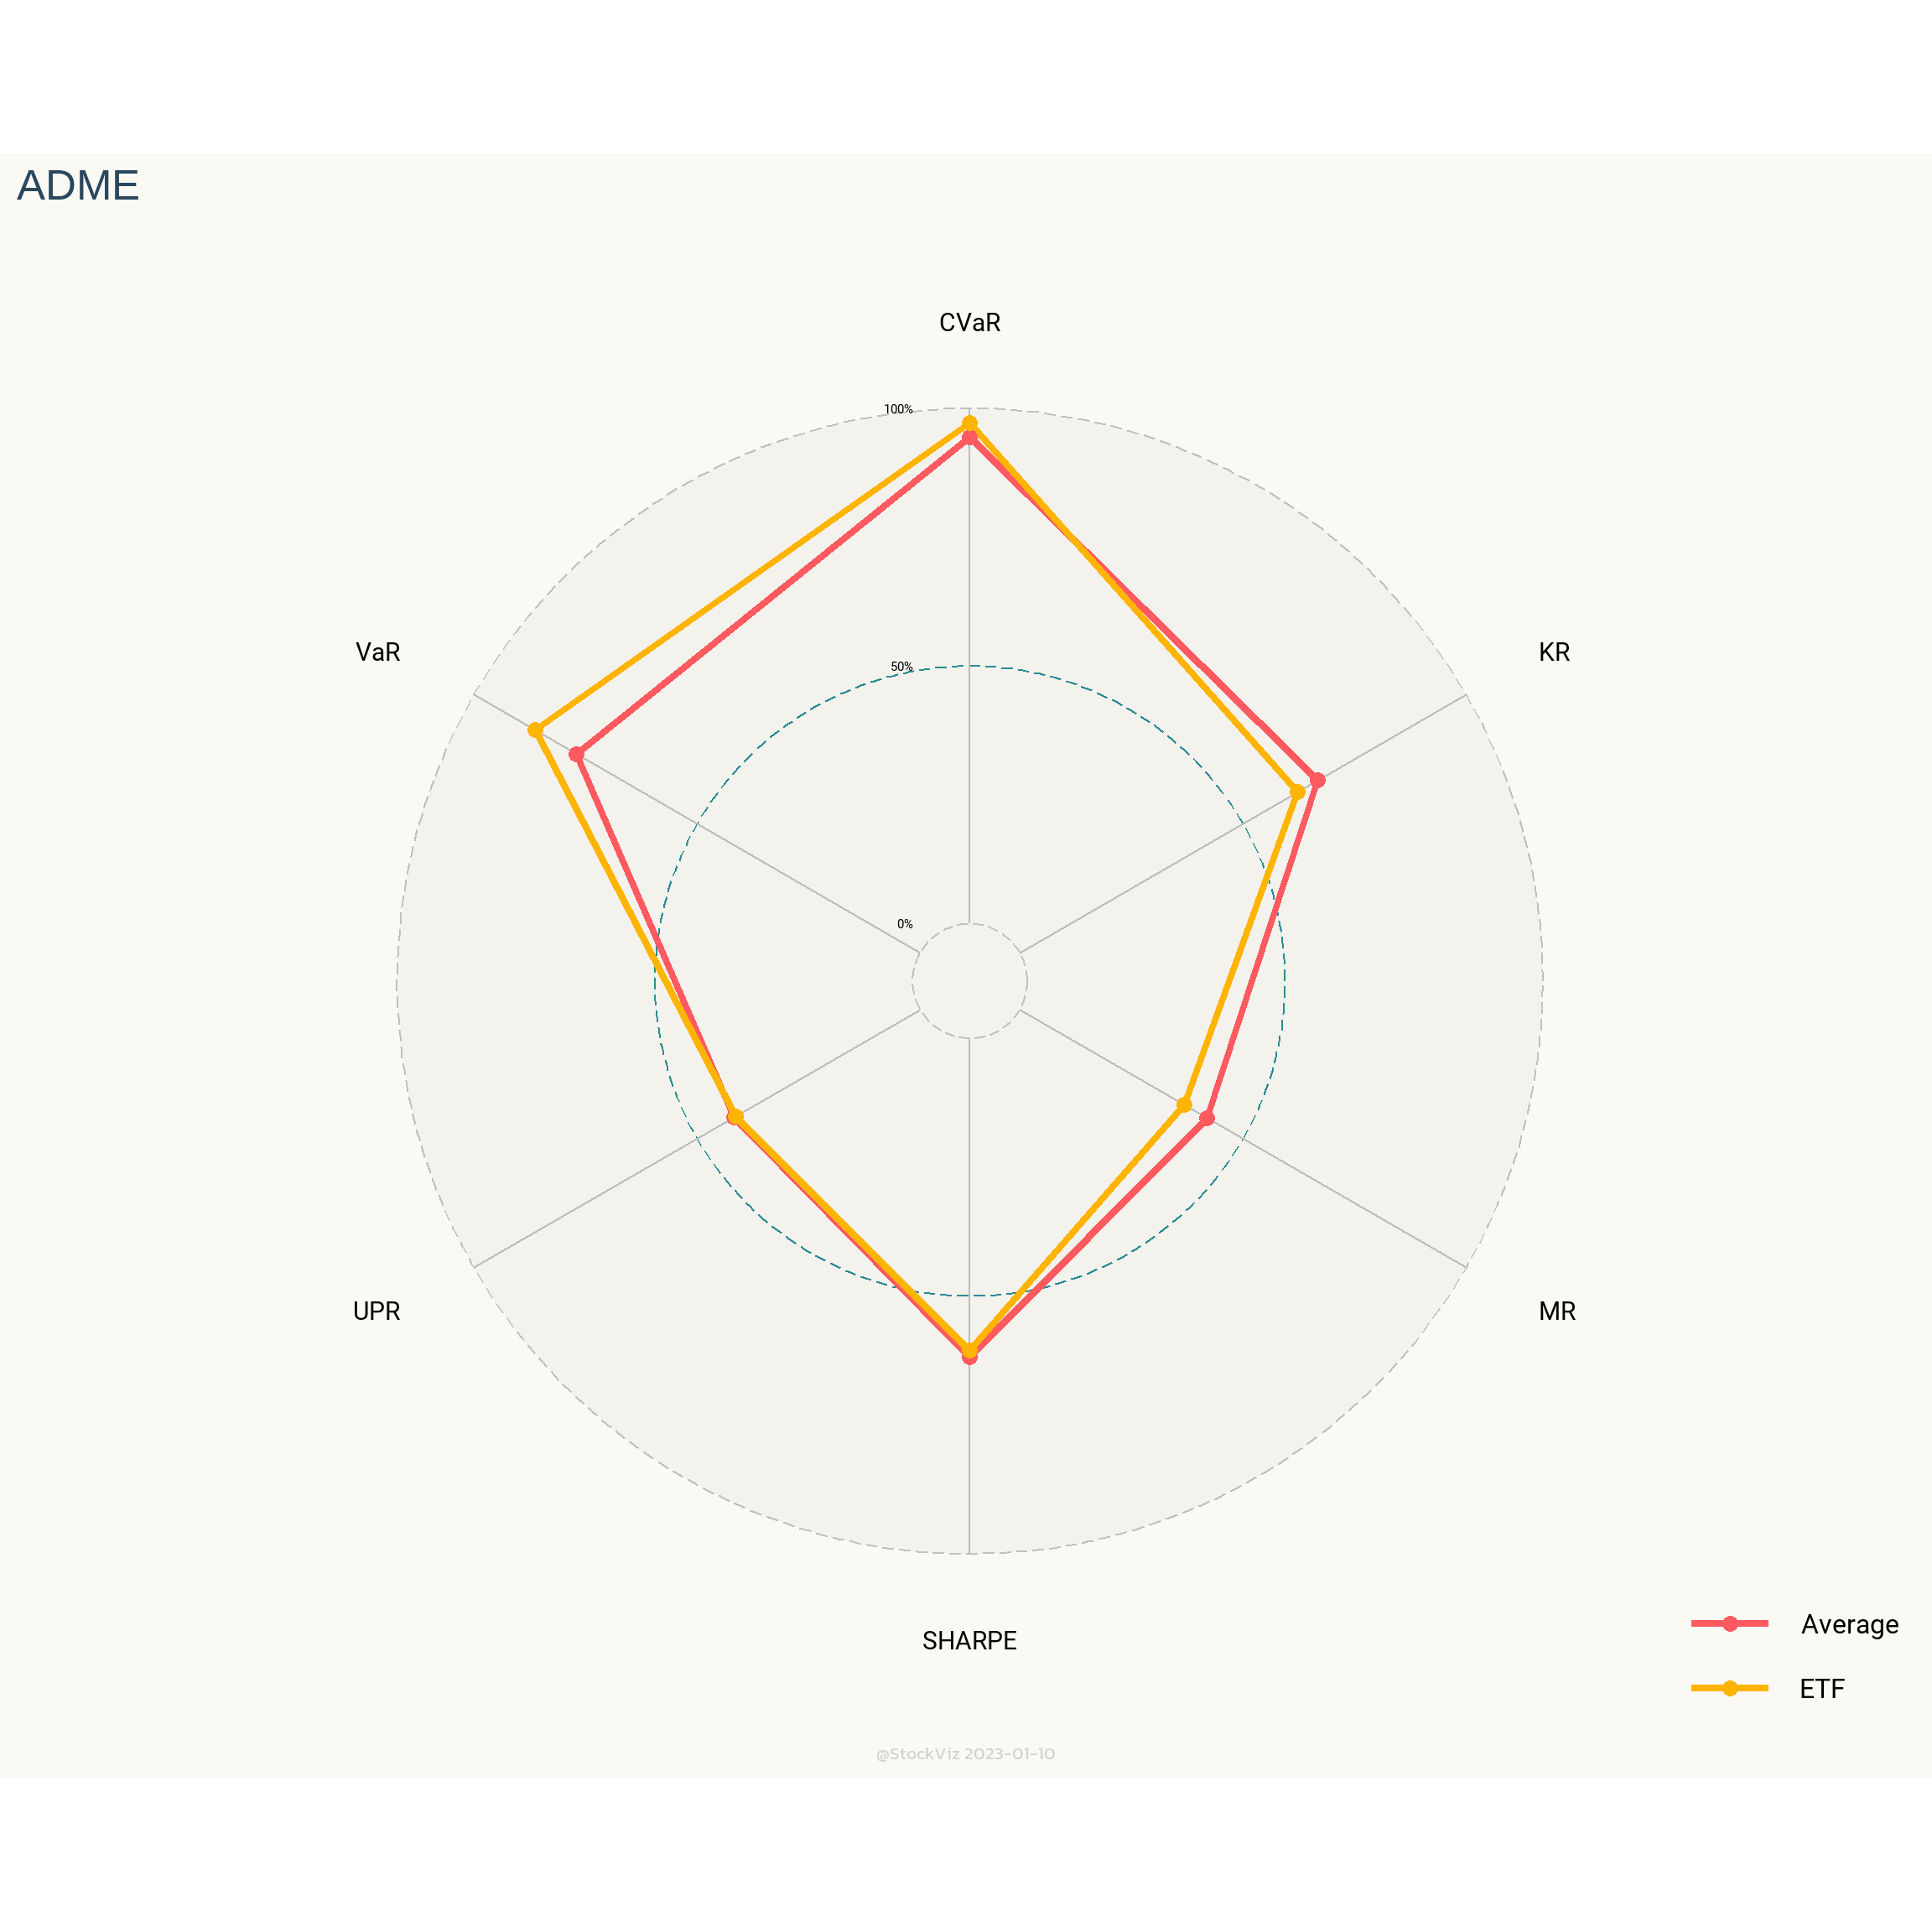 ADME
CVaR
100%
VaR
KR
50%
0%
UPR
MR
SHARPE
Average
ETF
@StockViz 2023-01-10